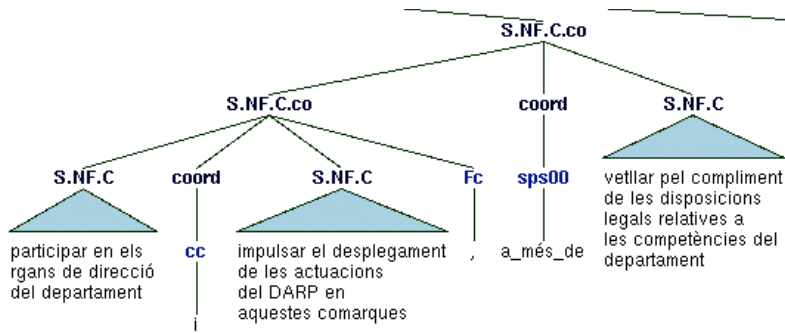 S.NF.C.co
S.NF.C.co coord S.NF.C
S.NF.C coord S.NF.C Fc sps00
vetllar pel compliment
de les disposicions
legals relatives a
les competències del
departament
participar en els
rgans de direcció
del departament
cc
i
impulsar el desplegament
de les actuacions
del DARP en
aquestes comarques
,
a_més_de